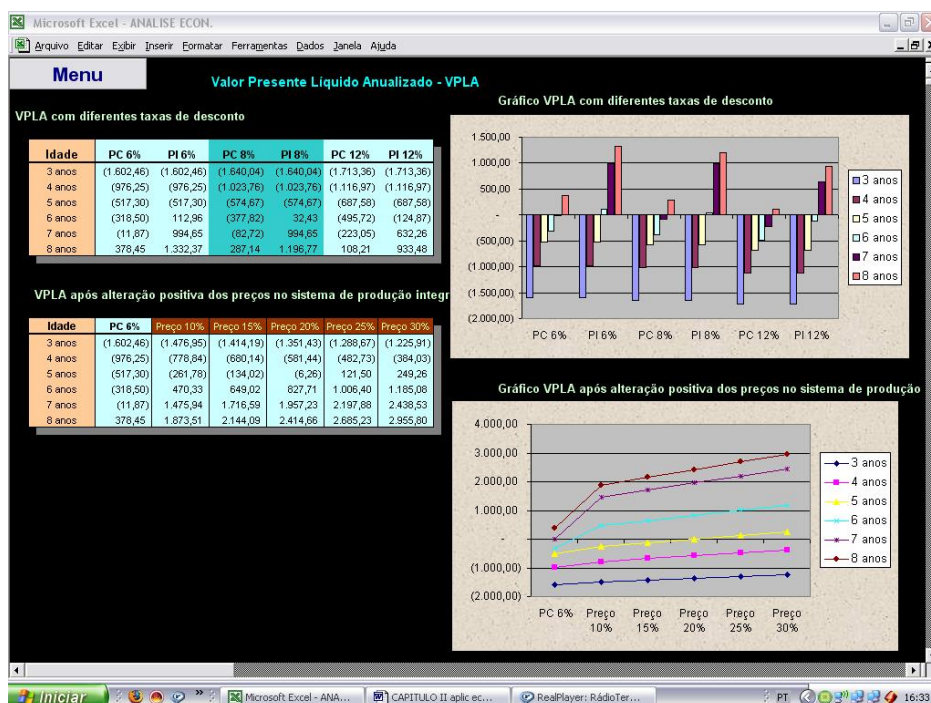 Microsoft Excel - ANALISE ECON.
Arquivo Editar Exibir Inserir Formatar Ferramentas Dados Janela Ajuda
Menu
Valor Presente Líquido Anualizado - VPLA
VPLA com diferentes taxas de desconto
Idade PC 6% PI 6% PC 8% PI 8% PC 12% PI 12%
3 anos (1.602,46) (1.602,46) (1.640,04) (1.640,04) (1.713,36) (1.713,36)
4 anos (976,25) (976,25) (1.023,76) (1.023,76) (1.116,97) (1.116,97)
5 anos (517,30) (517,30) (574,67) (574,67) (687,58) (687,58)
6 anos (318,50) 112,96 (377,82) 32,43 (495,72) (124,87)
7 anos (11,87) 994,65 (82,72) 994,65 (223,05) 632,26
8 anos 378,45 1.332,37 287,14 1.196,77 108,21 933,48
VPLA após alteração positiva dos preços no sistema de produção integr
Idade PC 6% Preço 10% Preço 15% Preço 20% Preço 25% Preço 30%
3 anos (1.602,46) (1.476,95) (1.414,19) (1.351,43) (1.288,67) (1.225,91)
4 anos (976,25) (778,84) (680,14) (581,44) (482,73) (384,03)
5 anos (517,30) (261,78) (134,02) (6,26) 121,50 249,26
6 anos (318,50) 470,33 649,02 827,71 1.006,40 1.185,08
7 anos (11,87) 1.475,94 1.716,59 1.957,23 2.197,88 2.438,53
8 anos 378,45 1.873,51 2.144,09 2.414,66 2.685,23 2.955,80
Gráfico VPLA com diferentes taxas de desconto
1.500,00
1.000,00
500,00
-
(500,00)
(1.000,00)
(1.500,00)
(2.000,00)
PC 6% PI 6% PC 8% PI 8% PC 12% PI 12%
3 anos
4 anos
5 anos
6 anos
7 anos
8 anos
Gráfico VPLA após alteração positiva dos preços no sistema de produção
4.000,00
3.000,00
2.000,00
1.000,00
-
(1.000,00)
(2.000,00)
PC 6% Preço Preço Preço Preço Preço
10% 15% 20% 25% 30%
3 anos
4 anos
5 anos
6 anos
7 anos
8 anos
Iniciar Microsoft Excel - ANA... CAPITULO II aplic ec... RealPlayer: RádioTer... PT 16:33